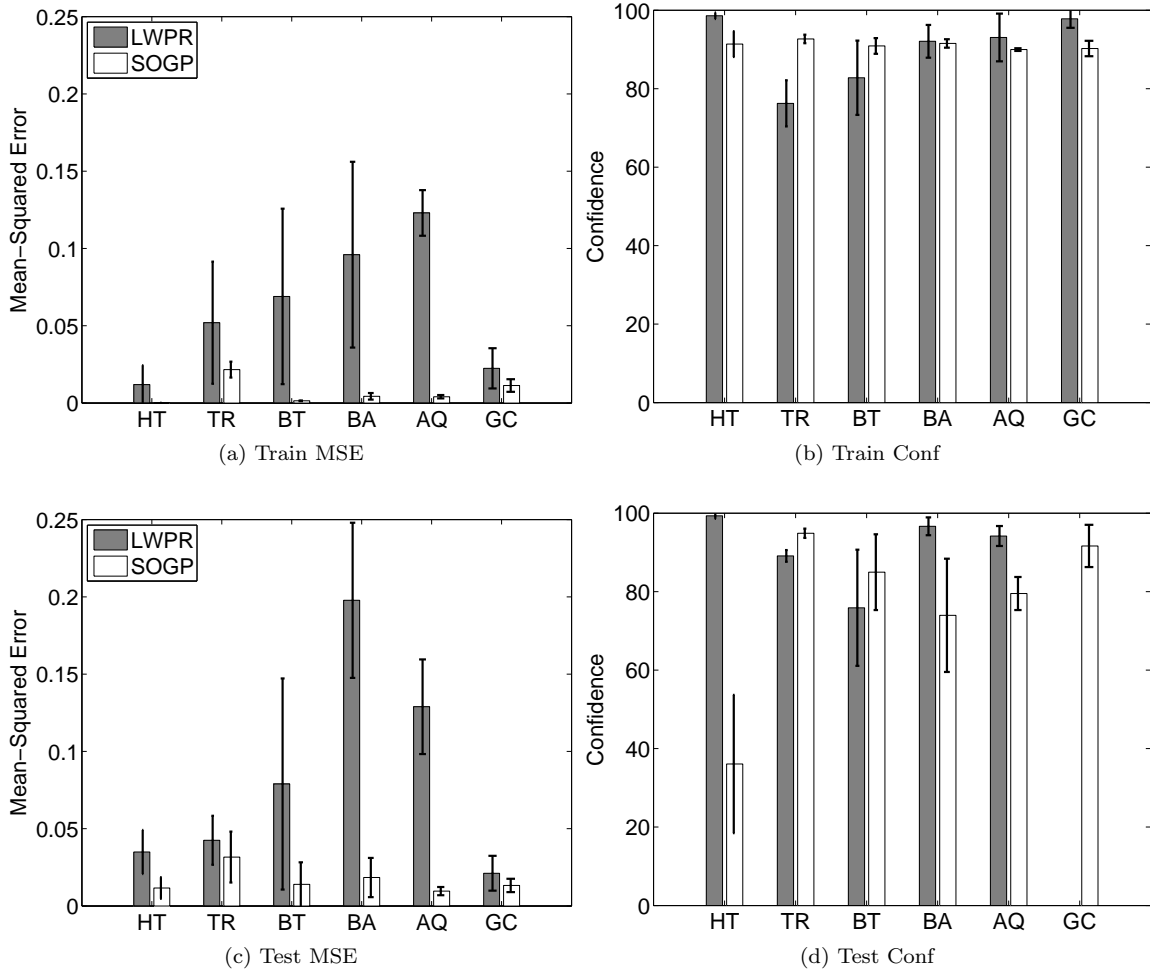 0.25
0.2
0.15
0.1
0.05
0
Mean-Squared Error
LWPR
SOGP
HT TR BT BA AQ GC
(a) Train MSE
100
80
60
40
20
0
Confidence
HT TR BT BA AQ GC
(b) Train Conf
0.25
0.2
0.15
0.1
0.05
0
Mean-Squared Error
LWPR
SOGP
HT TR BT BA AQ GC
(c) Test MSE
100
80
60
40
20
0
Confidence
HT TR BT BA AQ GC
(d) Test Conf